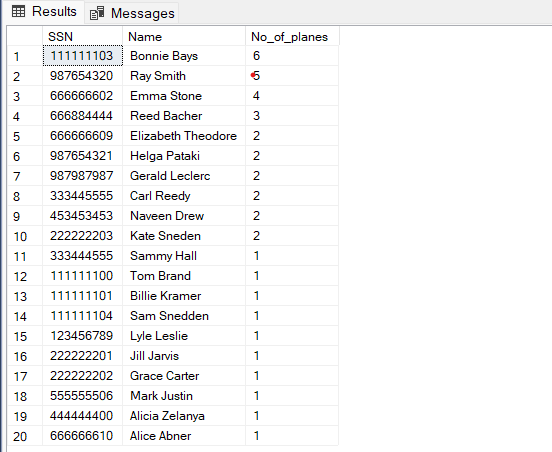 Results Messages
SSN Name No_of_planes
1 111111103 Bonnie Bays 6
2 987654320 Ray Smith 5
3 666666602 Emma Stone 4
4 666884444 Reed Bacher 3
5 666666609 Elizabeth Theodore 2
6 987654321 Helga Pataki 2
7 987987987 Gerald Leclerc 2
8 333445555 Carl Reedy 2
9 453453453 Naveen Drew 2
10 222222203 Kate Sneden 2
11 333444555 Sammy Hall 1
12 111111100 Tom Brand 1
13 111111101 Billie Kramer 1
14 111111104 Sam Snedden 1
15 123456789 Lyle Leslie 1
16 222222201 Jill Jarvis 1
17 222222202 Grace Carter 1
18 555555506 Mark Justin 1
19 444444400 Alicia Zelanya 1
20 666666610 Alice Abner 1